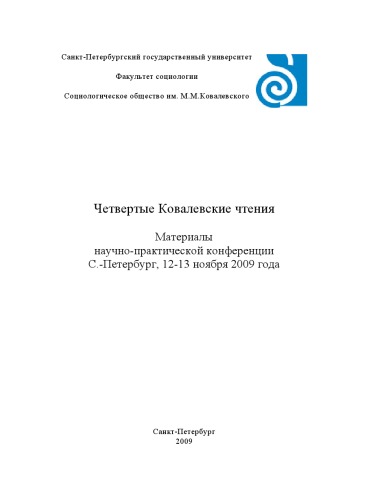 Санкт-Петербургский государственный университет
Факультет социологии
Социологическое общество им. М.М.Ковалевского
Четвертые Ковалевские чтения
Материалы
научно-практической конференции
С.-Петербург, 12-13 ноября 2009 года
Санкт-Петербург
2009